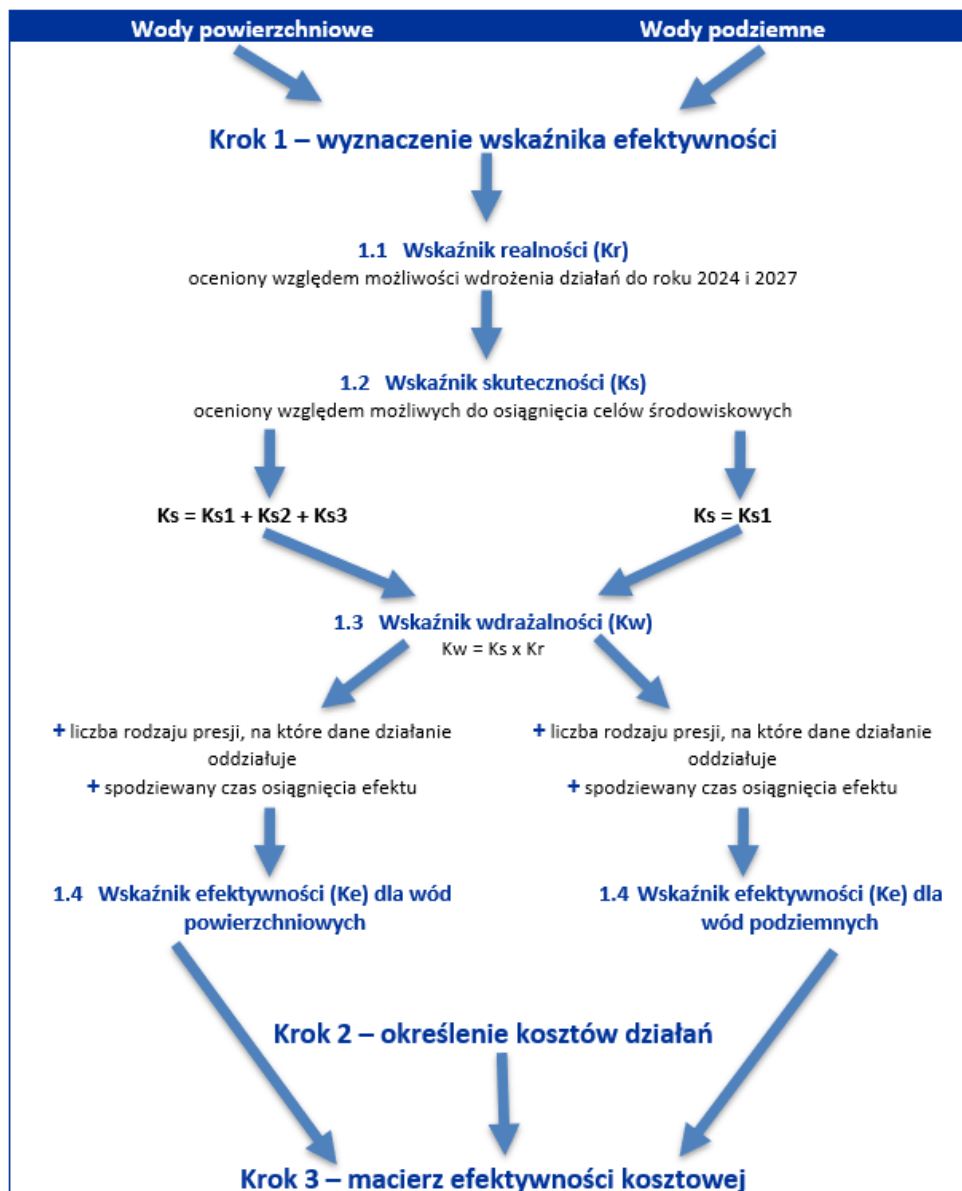 Wody powierzchniowe
Wody podziemne
Krok 1 – wyznaczenie wskaźnika efektywności
1.1 Wskaźnik realności (Kr)
oceniony względem możliwości wdrożenia działań do roku 2024 i 2027
1.2 Wskaźnik skuteczności (Ks)
oceniony względem możliwych do osiągnięcia celów środowiskowych
Ks = Ks1 + Ks2 + Ks3
Ks = Ks1
1.3 Wskaźnik wdrażalności (Kw)
Kw = Ks x Kr
+ liczba rodzaju presji, na które dane działanie
oddziałuje
+ spodziewany czas osiągnięcia efektu
+ liczba rodzaju presji, na które dane działanie
oddziałuje
+ spodziewany czas osiągnięcia efektu
1.4 Wskaźnik efektywności (Ke) dla wód
powierzchniowych
1.4 Wskaźnik efektywności (Ke) dla
wód podziemnych
Krok 2 – określenie kosztów działań
Krok 3 – macierz efektywności kosztowej